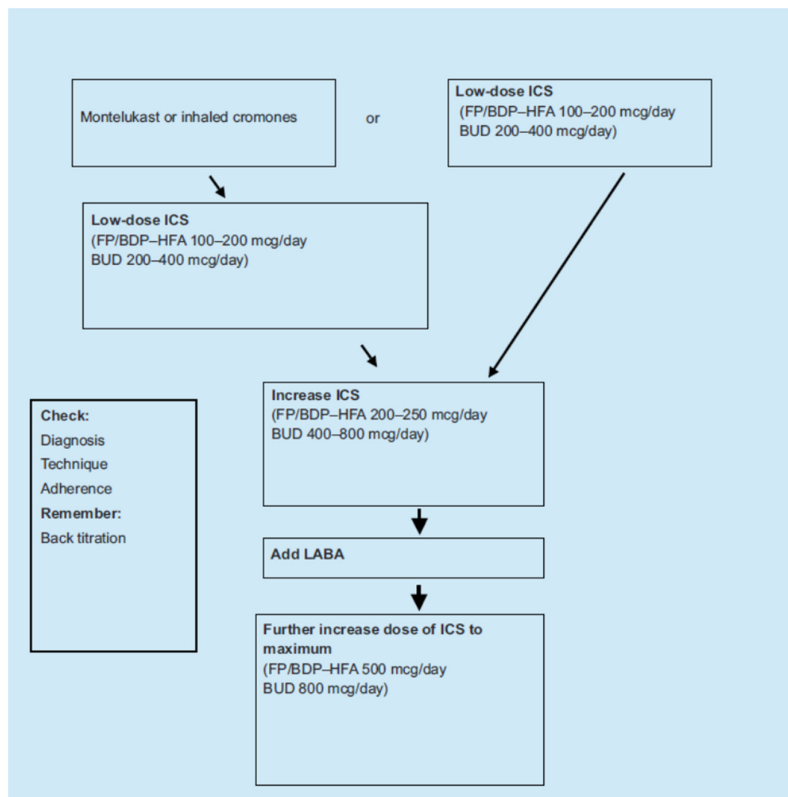 Montelukast or inhaled cromones
or
Low-dose ICS
(FP/BDP–HFA 100–200 mcg/day
BUD 200–400 mcg/day)
Low-dose ICS
(FP/BDP–HFA 100–200 mcg/day
BUD 200–400 mcg/day)
Increase ICS
(FP/BDP–HFA 200–250 mcg/day
BUD 400–800 mcg/day)
Check:
Diagnosis
Technique
Adherence
Remember:
Back titration
Add LABA
Further increase dose of ICS to
maximum
(FP/BDP–HFA 500 mcg/day
BUD 800 mcg/day)